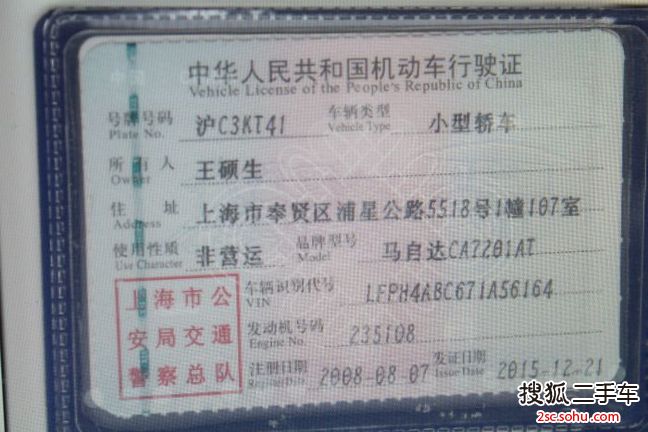 中华人民共和国机动车行驶证
Vehicle License of the People's Republic of China
号牌号码 沪C3KT41 车辆类型 小型轿车
Plate No. Vehicle Type
所有人 王硕生
Owner
住址 上海市奉贤区浦星公路5518号1幢107室
Address
使用性质 非营运 品牌型号 马自达CA7201AT
Use Character Model
车辆识别代号 LFPH4ABC671A56164
VIN
发动机号码 235108
Engine No.
注册日期 2008-08-07 发证日期 2015-12-21
Register Date Issue Date
上海市公
安局交通
警察总队
搜狐二手车
2sc.sohu.com